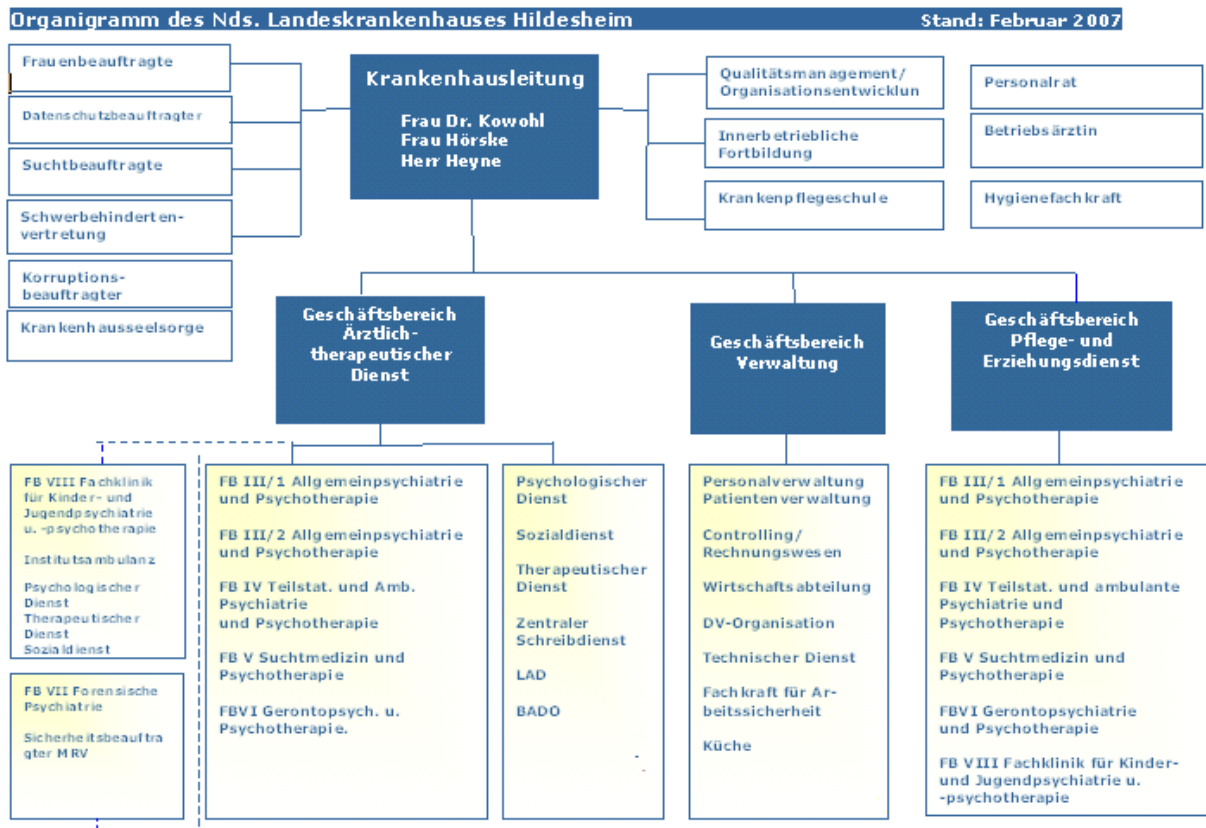 Organigramm des Nds. Landeskrankenhauses Hildesheim
Stand: Februar 2007
Frauenbeauftragte
Datenschutzbeauftragter
Suchtbeauftragte
Schwerbehinderten-
vertretung
Korruptions-
beauftragter
Krankenhausseelsorge
Krankenhausleitung
Frau Dr. Kowohl
Frau Hörske
Herr Heyne
Qualitätsmanagement/
Organisationsentwicklun
Innerbetriebliche
Fortbildung
Krankenpflegeschule
Personalrat
Betriebsärztin
Hygienefachkraft
Geschäftsbereich
Ärztlich-
therapeutischer
Dienst
Geschäftsbereich
Verwaltung
Geschäftsbereich
Pflege- und
Erziehungsdienst
FB VIII Fachklinik
für Kinder- und
Jugendpsychiatrie
u. -psychotherapie
Institutsambulanz
Psychologischer
Dienst
Therapeutischer
Dienst
Sozialdienst
FB VII Forensische
Psychiatrie
Sicherheitsbeauftra
gter MRV
FB III/1 Allgemeinpsychiatrie
und Psychotherapie
FB III/2 Allgemeinpsychiatrie
und Psychotherapie
FB IV Teilstat. und Amb.
Psychiatrie
und Psychotherapie
FB V Suchtmedizin und
Psychotherapie
FBVI Gerontopsych. u.
Psychotherapie.
Psychologischer
Dienst
Sozialdienst
Therapeutischer
Dienst
Zentraler
Schreibdienst
LAD
BADO
Personalverwaltung
Patientenverwaltung
Controlling/
Rechnungswesen
Wirtschaftsabteilung
DV-Organisation
Technischer Dienst
Fachkraft für Ar-
beitssicherheit
Küche
FB III/1 Allgemeinpsychiatrie
und Psychotherapie
FB III/2 Allgemeinpsychiatrie
und Psychotherapie
FB IV Teilstat. und ambulante
Psychiatrie und
Psychotherapie
FB V Suchtmedizin und
Psychotherapie
FBVI Gerontopsychiatrie
und Psychotherapie
FB VIII Fachklinik für Kinder-
und Jugendpsychiatrie u.
-psychotherapie